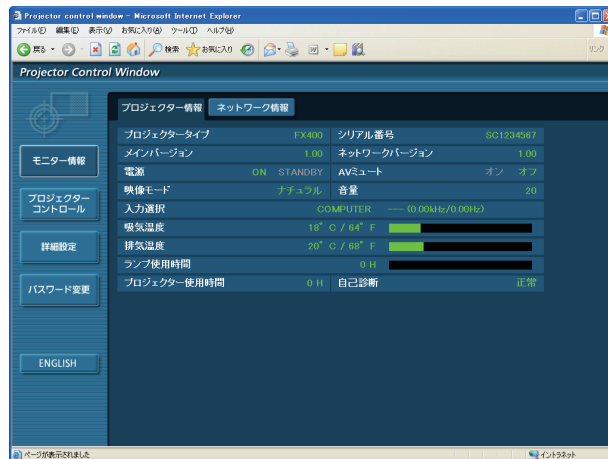 Projector control window - Microsoft Internet Explorer
ファイル(F) 編集(E) 表示(V) お気に入り(A) ツール(T) ヘルプ(H)
戻る 検索 お気に入り リンク
Projector Control Window
プロジェクター情報 ネットワーク情報
プロジェクタータイプ FX400 シリアル番号 SC1234567
メインバージョン 1.00 ネットワークバージョン 1.00
電源 ON STANDBY AVミュート オン オフ
映像モード ナチュラル 音量 20
入力選択 COMPUTER --- (0.00kHz/0.00Hz)
吸気温度 18° C / 64° F
排気温度 20° C / 68° F
ランプ使用時間 0 H
プロジェクター使用時間 0 H 自己診断 正常
モニター情報
プロジェクター
コントロール
詳細設定
パスワード変更
ENGLISH
ページが表示されました イントラネット